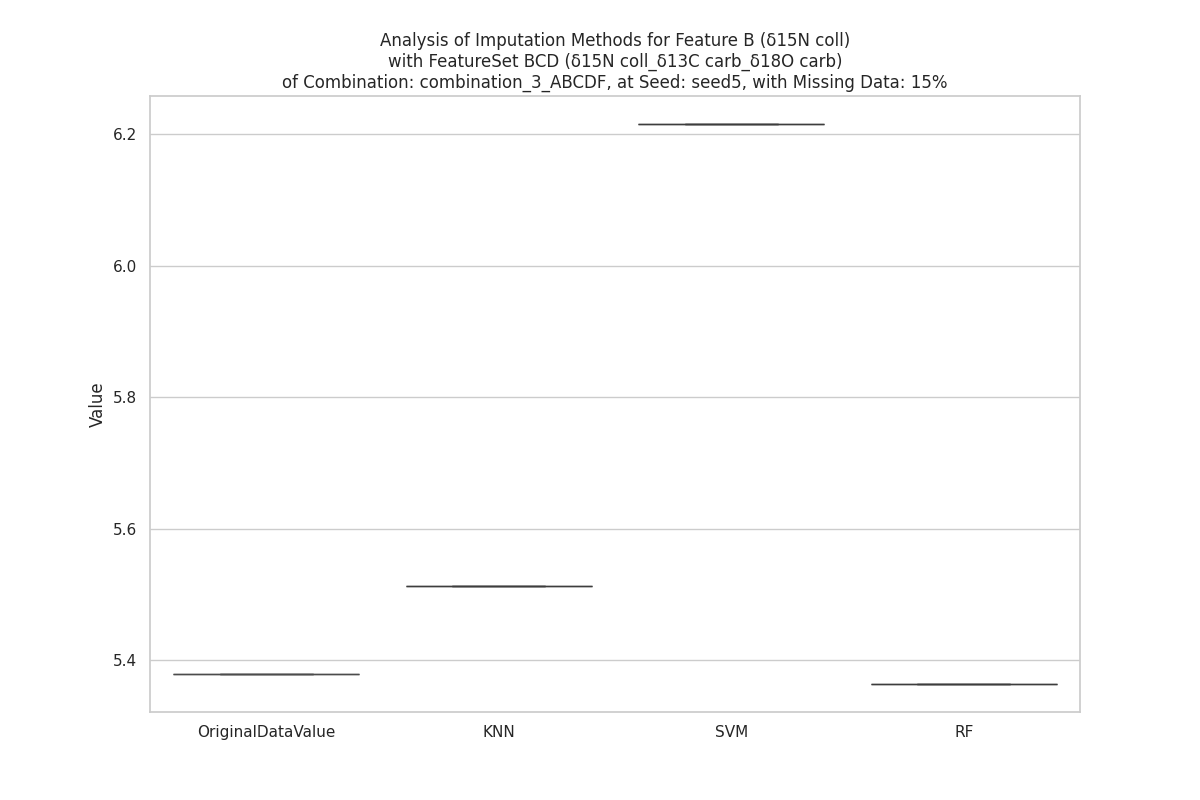 Analysis of Imputation Methods for Feature B (δ15N coll)
with FeatureSet BCD (δ15N coll_δ13C carb_δ18O carb)
of Combination: combination_3_ABCDF, at Seed: seed5, with Missing Data: 15%
6.2
6.0
5.8
5.6
5.4
Value
OriginalDataValue KNN SVM RF